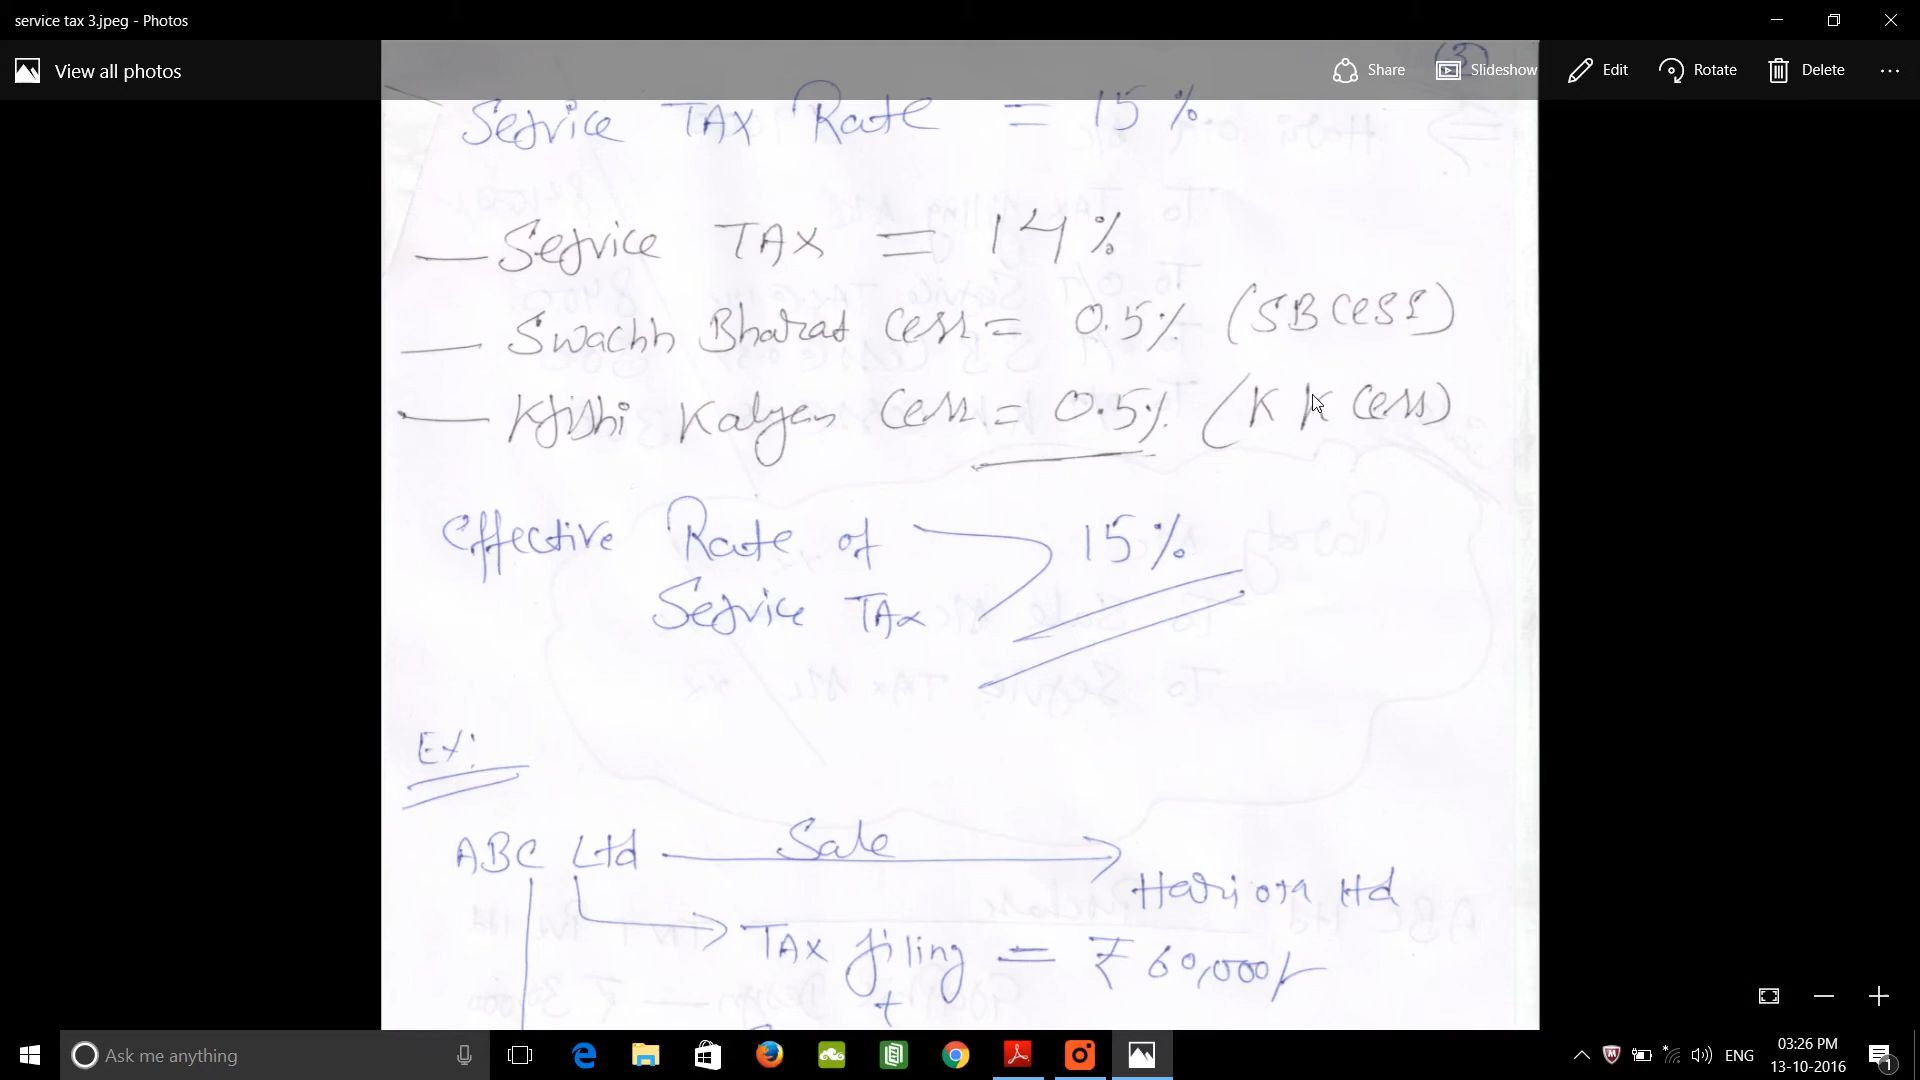 service tax 3.jpeg - Photos
View all photos
Share
Slideshow
Edit
Rotate
Delete
(3)
Service TAX Rate = 15%
— Service TAX = 14%
— Swachh Bharat Cess = 0.5% (SB CESS)
— Krishi Kalyan Cess = 0.5% (K K Cess)
Effective Rate of 15%
Service TAX
Ex:
ABC Ltd Sale
Hariom Ltd
TAX filing = ₹ 60,000/-
+
Ask me anything
ENG
03:26 PM
13-10-2016
1